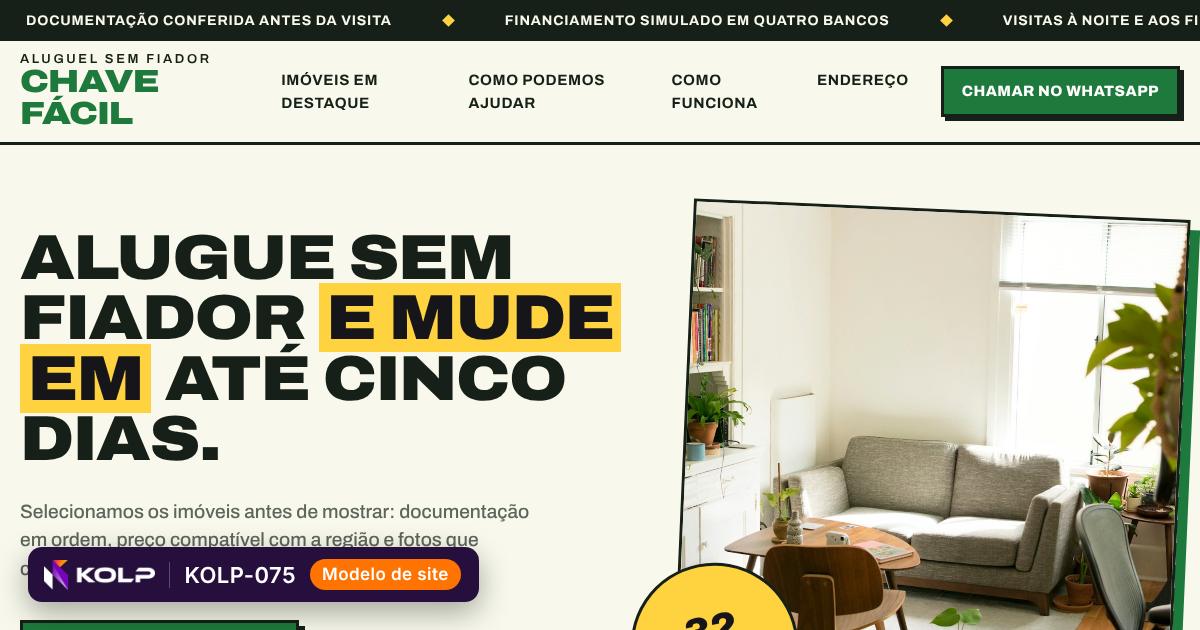 DOCUMENTAÇÃO CONFERIDA ANTES DA VISITA ◆ FINANCIAMENTO SIMULADO EM QUATRO BANCOS ◆ VISITAS À NOITE E AOS
ALUGUEL SEM FIADOR
CHAVE
FÁCIL
IMÓVEIS EM
DESTAQUE
COMO PODEMOS
AJUDAR
COMO
FUNCIONA
ENDEREÇO
CHAMAR NO WHATSAPP
ALUGUE SEM
FIADOR E MUDE
EM ATÉ CINCO
DIAS.
Selecionamos os imóveis antes de mostrar: documentação
em ordem, preço compatível com a região e fotos que
KOLP
KOLP-075
Modelo de site
32